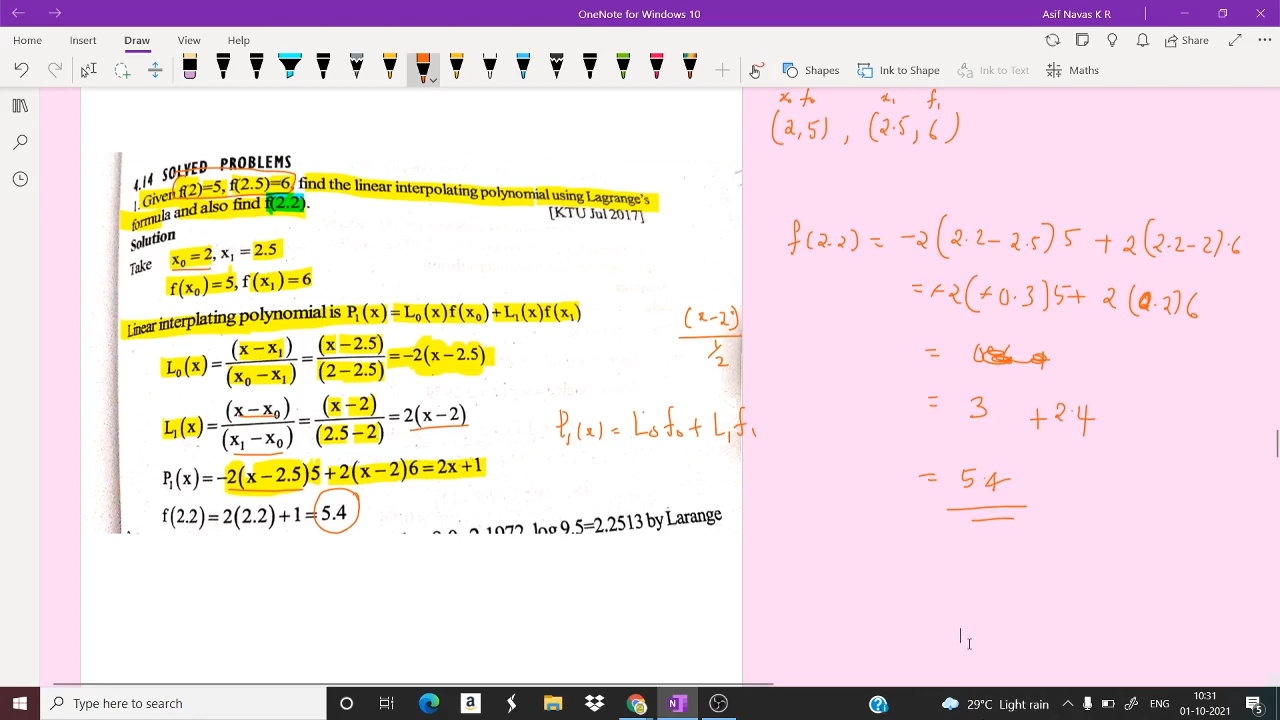 OneNote for Windows 10
Asif Navas K R
Home Insert Draw View Help
Share
Shapes Ink to Shape Ink to Text Maths
x₀ f₀ x₁ f₁
(2,5) , (2.5, 6)
4.14 SOLVED PROBLEMS
1. Given f(2)=5, f(2.5)=6, find the linear interpolating polynomial using Lagrange's
formula and also find f(2.2).
[KTU Jul 2017]
Solution
Take x₀ = 2, x₁ = 2.5
f(x₀) = 5, f(x₁) = 6
Linear interplating polynomial is P₁(x) = L₀(x)f(x₀)+L₁(x)f(x₁)
L₀(x) = (x−x₁)/(x₀−x₁) = (x−2.5)/(2−2.5) = −2(x−2.5)
L₁(x) = (x−x₀)/(x₁−x₀) = (x−2)/(2.5−2) = 2(x−2)
P₁(x) = −2(x−2.5)5+2(x−2)6 = 2x+1
f(2.2) = 2(2.2)+1 = 5.4
log 9.5=2.2513 by Larange
(x-2)
1/2
P₁(x) = L₀f₀ + L₁f₁
f(2.2) = -2(2.2-2.5)5 + 2(2.2-2)·6
= +2(+0.3)5+ 2(0.2)6
=
= 3 +2.4
= 5.4
Type here to search
29°C Light rain
10:31
01-10-2021